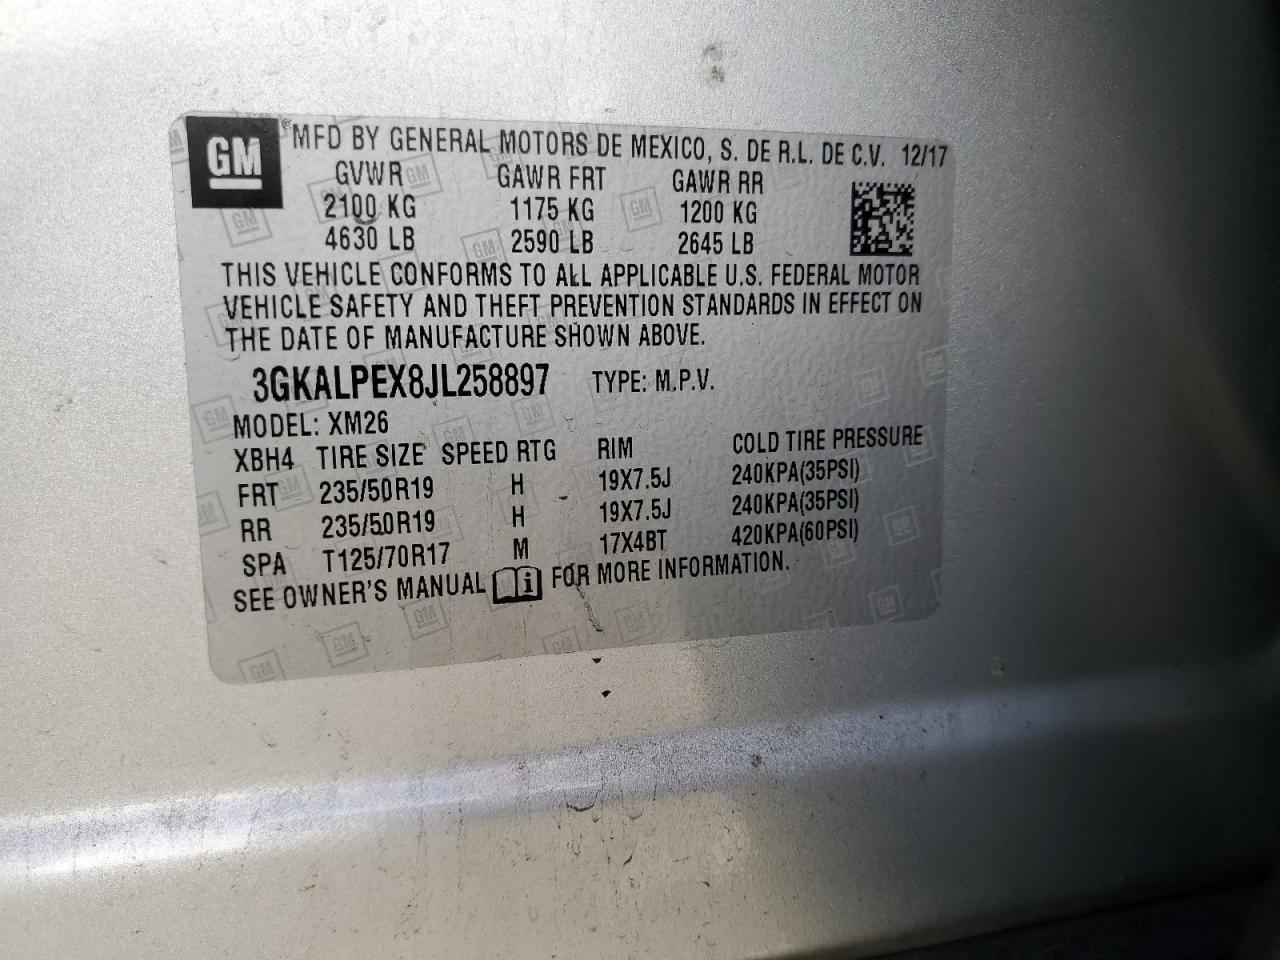 GM ® MFD BY GENERAL MOTORS DE MEXICO, S. DE R.L. DE C.V. 12/17
GVWR GAWR FRT GAWR RR
2100 KG 1175 KG 1200 KG
4630 LB 2590 LB 2645 LB
THIS VEHICLE CONFORMS TO ALL APPLICABLE U.S. FEDERAL MOTOR
VEHICLE SAFETY AND THEFT PREVENTION STANDARDS IN EFFECT ON
THE DATE OF MANUFACTURE SHOWN ABOVE.
3GKALPEX8JL258897 TYPE: M.P.V.
MODEL: XM26
XBH4 TIRE SIZE SPEED RTG RIM COLD TIRE PRESSURE
FRT 235/50R19 H 19X7.5J 240KPA(35PSI)
RR 235/50R19 H 19X7.5J 240KPA(35PSI)
SPA T125/70R17 M 17X4BT 420KPA(60PSI)
SEE OWNER'S MANUAL i FOR MORE INFORMATION.